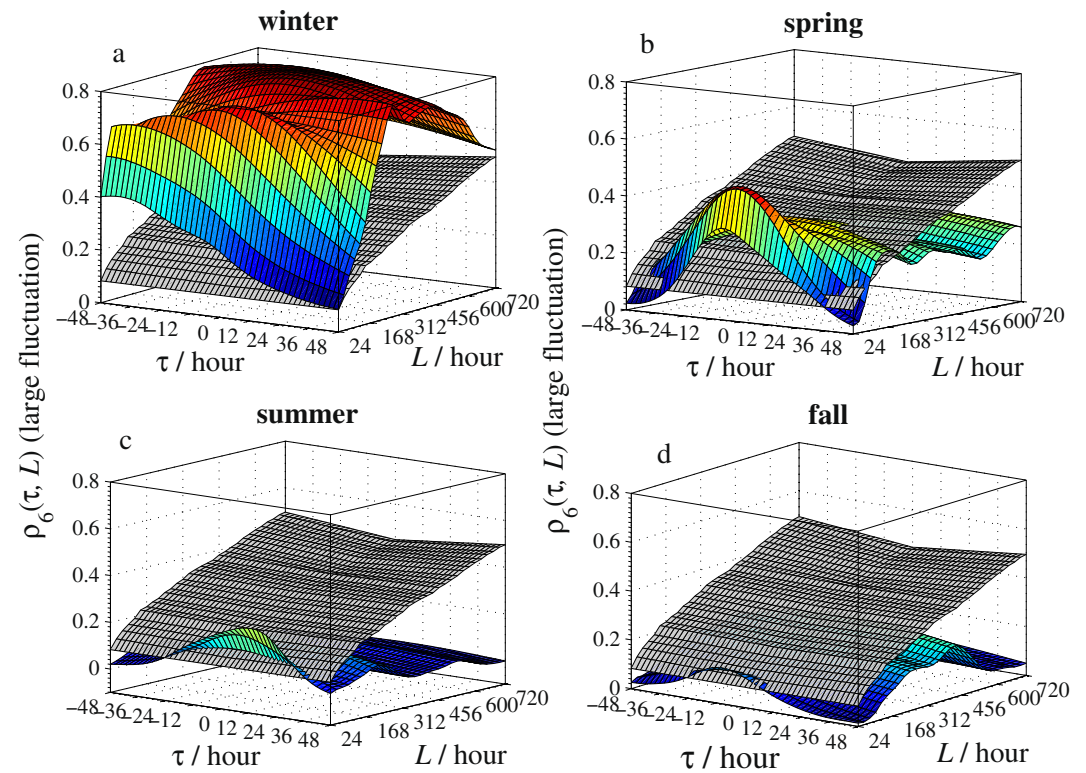 winter
a
0.8
0.6
0.4
0.2
0
−48 −36 −24 −12 0 12 24 36 48
24 168 312 456 600 720
τ / hour
L / hour
ρ6(τ, L) (large fluctuation)
spring
b
0.8
0.6
0.4
0.2
0
−48 −36 −24 −12 0 12 24 36 48
24 168 312 456 600 720
τ / hour
L / hour
summer
c
0.8
0.6
0.4
0.2
0
−48 −36 −24 −12 0 12 24 36 48
24 168 312 456 600 720
τ / hour
L / hour
ρ6(τ, L) (large fluctuation)
fall
d
0.8
0.6
0.4
0.2
0
−48 −36 −24 −12 0 12 24 36 48
24 168 312 456 600 720
τ / hour
L / hour